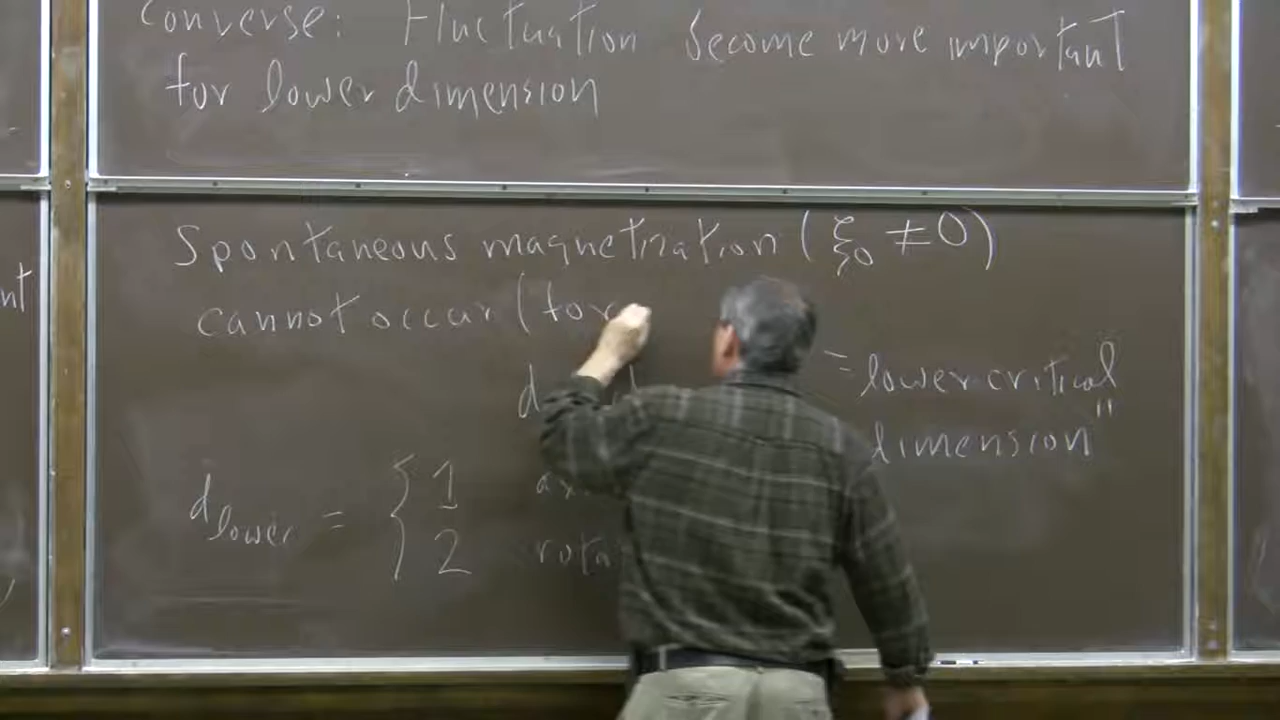 Converse: Fluctuation become more important
for lower dimension
Spontaneous magnetization (ξ₀ ≠ 0)
cannot occur (for
d
= lower critical
dimension"
d_lower = { 1
2 rota
nt